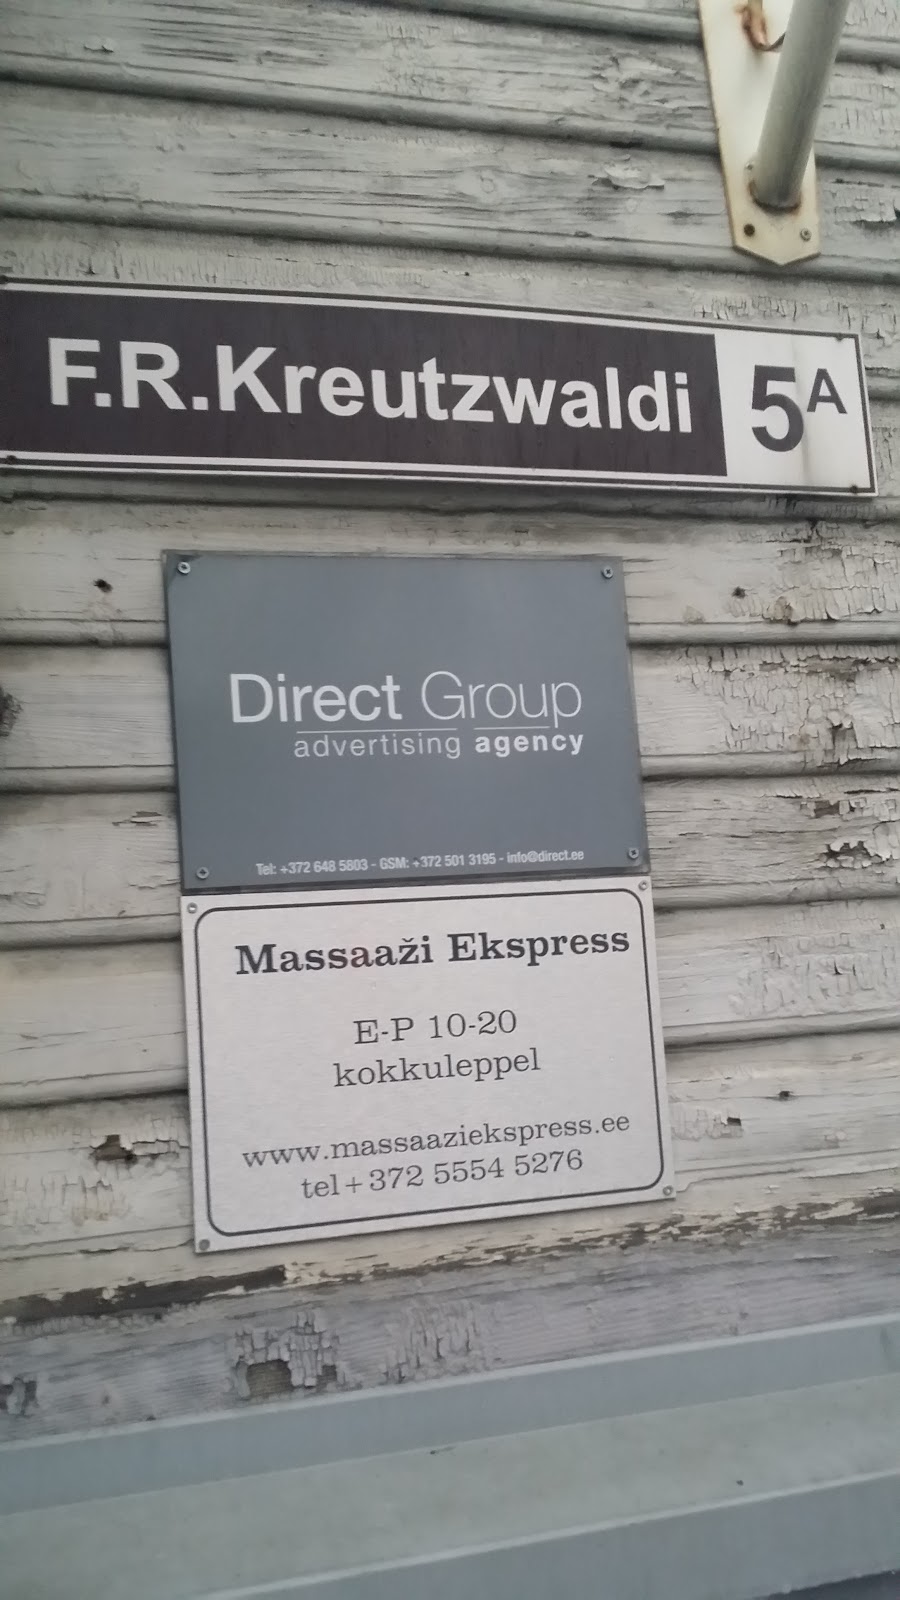 F.R.Kreutzwaldi 5A
Direct Group
advertising agency
Tel: +372 648 5803 - GSM: +372 501 3195 - info@direct.ee
Massaaži Ekspress
E-P 10-20
kokkuleppel
www.massaaziekspress.ee
tel+372 5554 5276